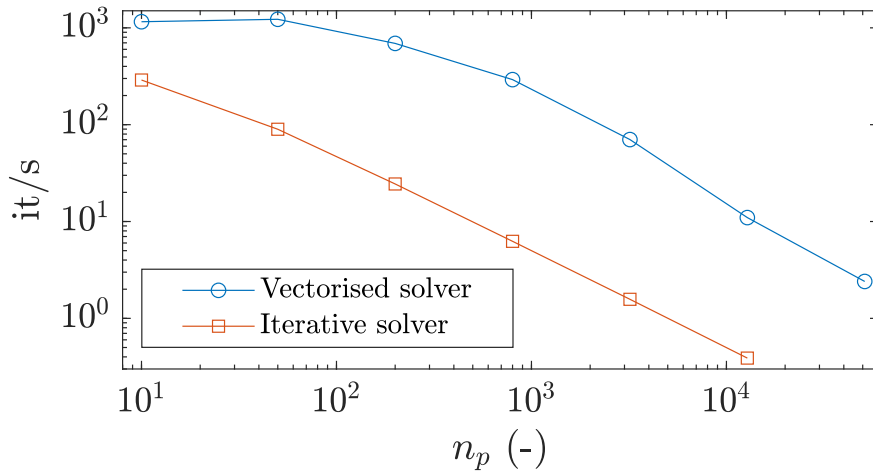 10^3
10^2
10^1
10^0
it/s
Vectorised solver
Iterative solver
10^1 10^2 10^3 10^4
n_p (-)